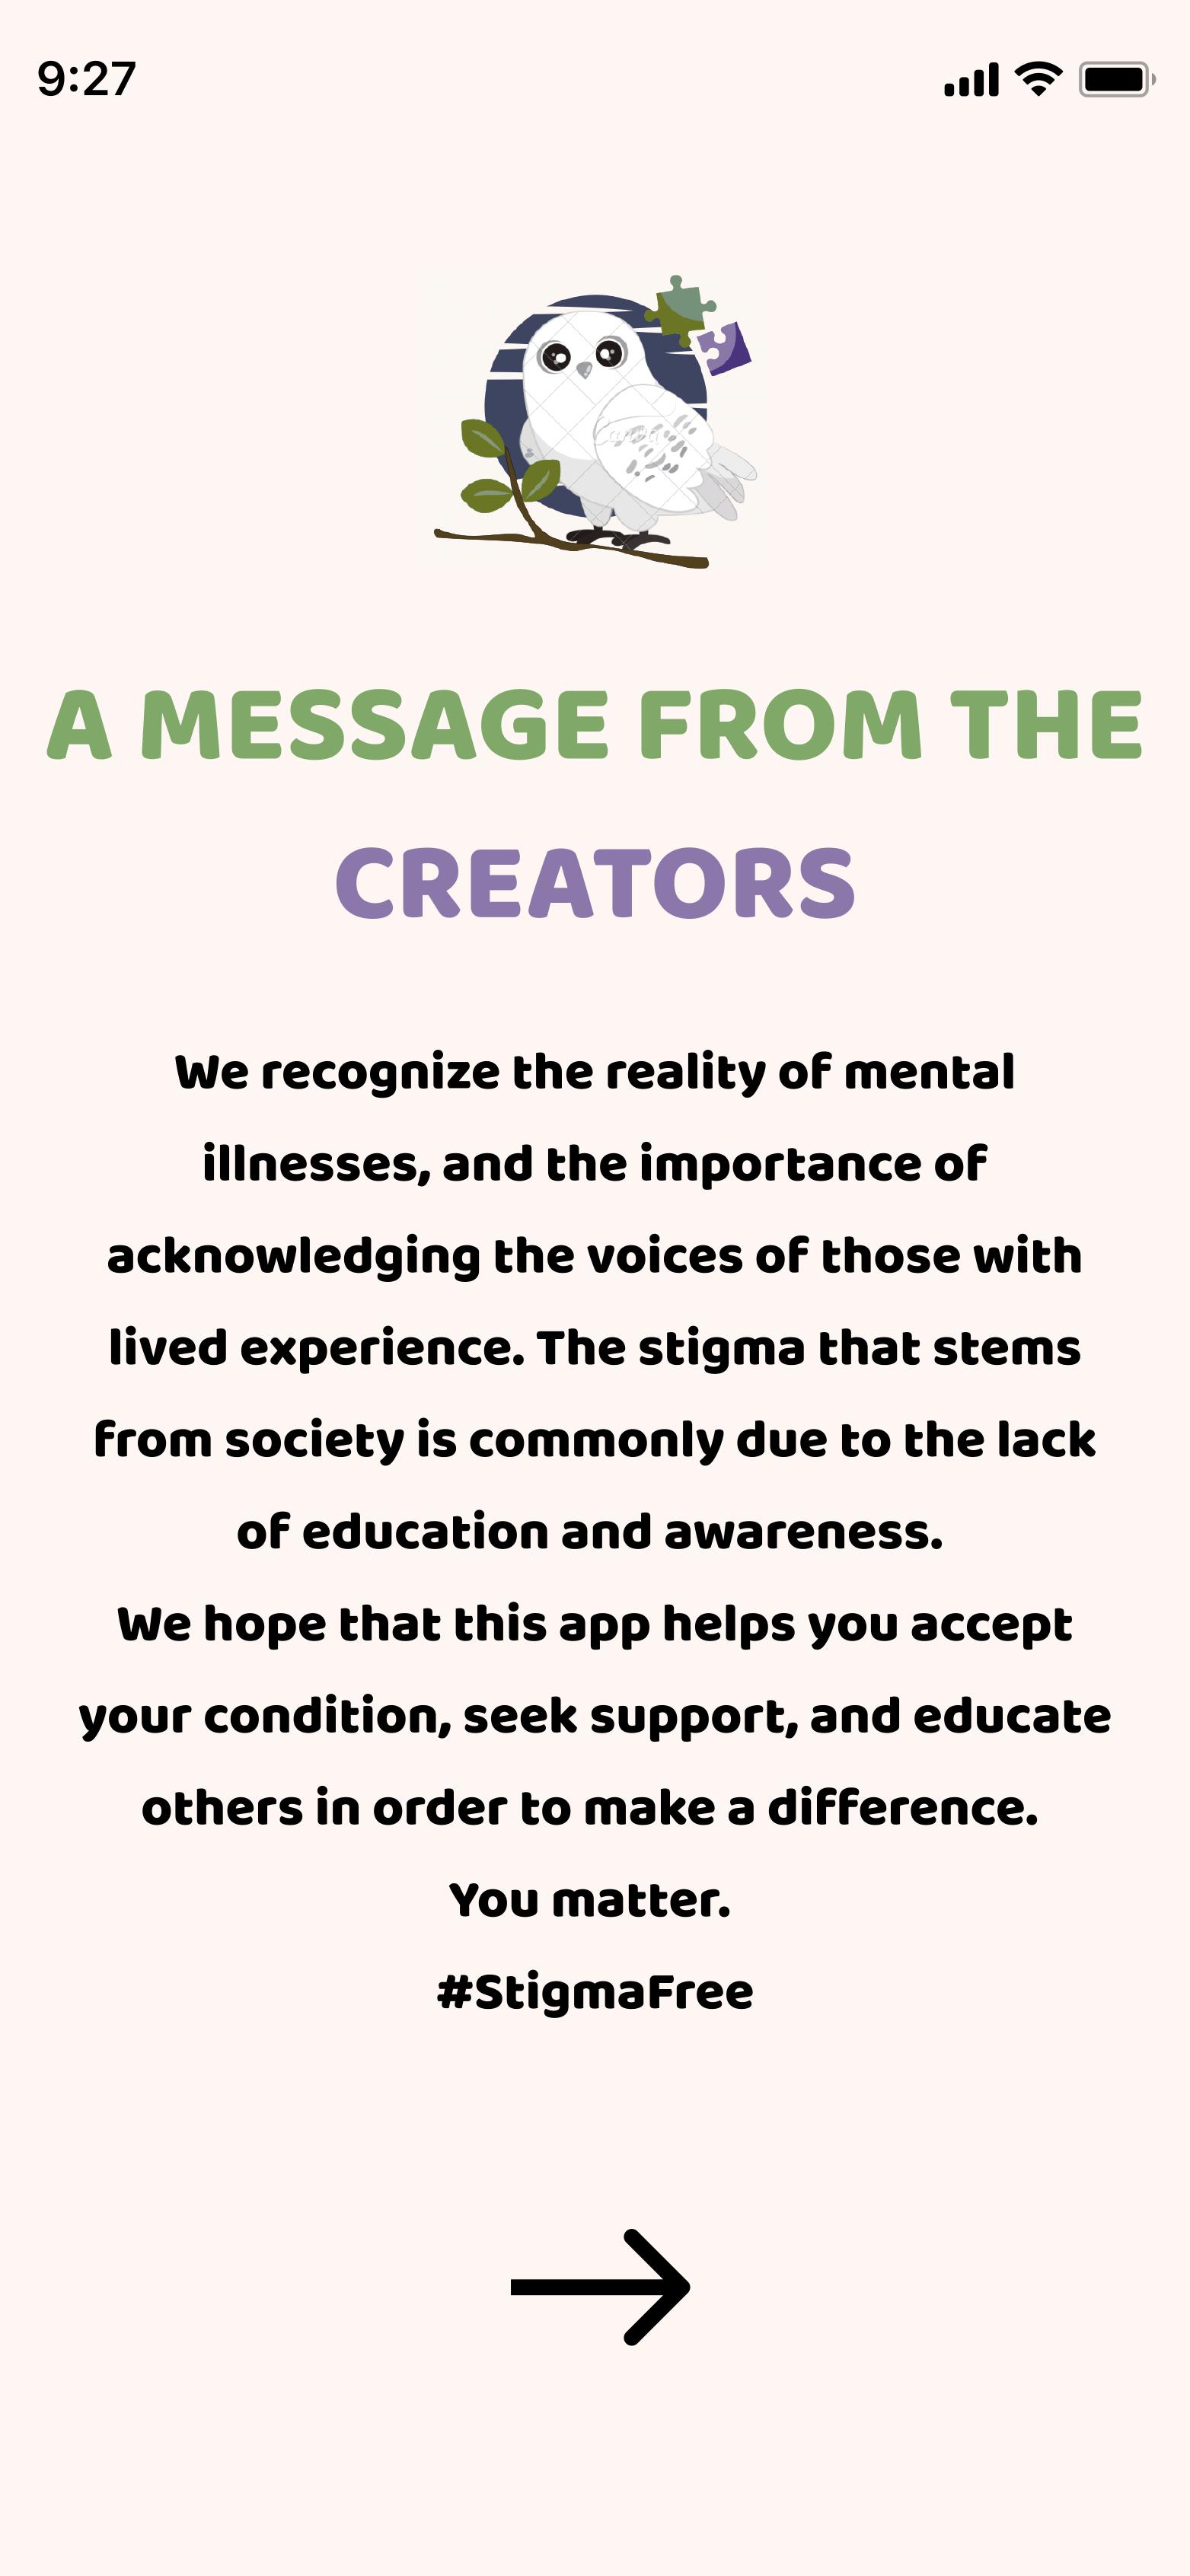 9:27
Canva
A MESSAGE FROM THE
CREATORS
We recognize the reality of mental
illnesses, and the importance of
acknowledging the voices of those with
lived experience. The stigma that stems
from society is commonly due to the lack
of education and awareness.
We hope that this app helps you accept
your condition, seek support, and educate
others in order to make a difference.
You matter.
#StigmaFree